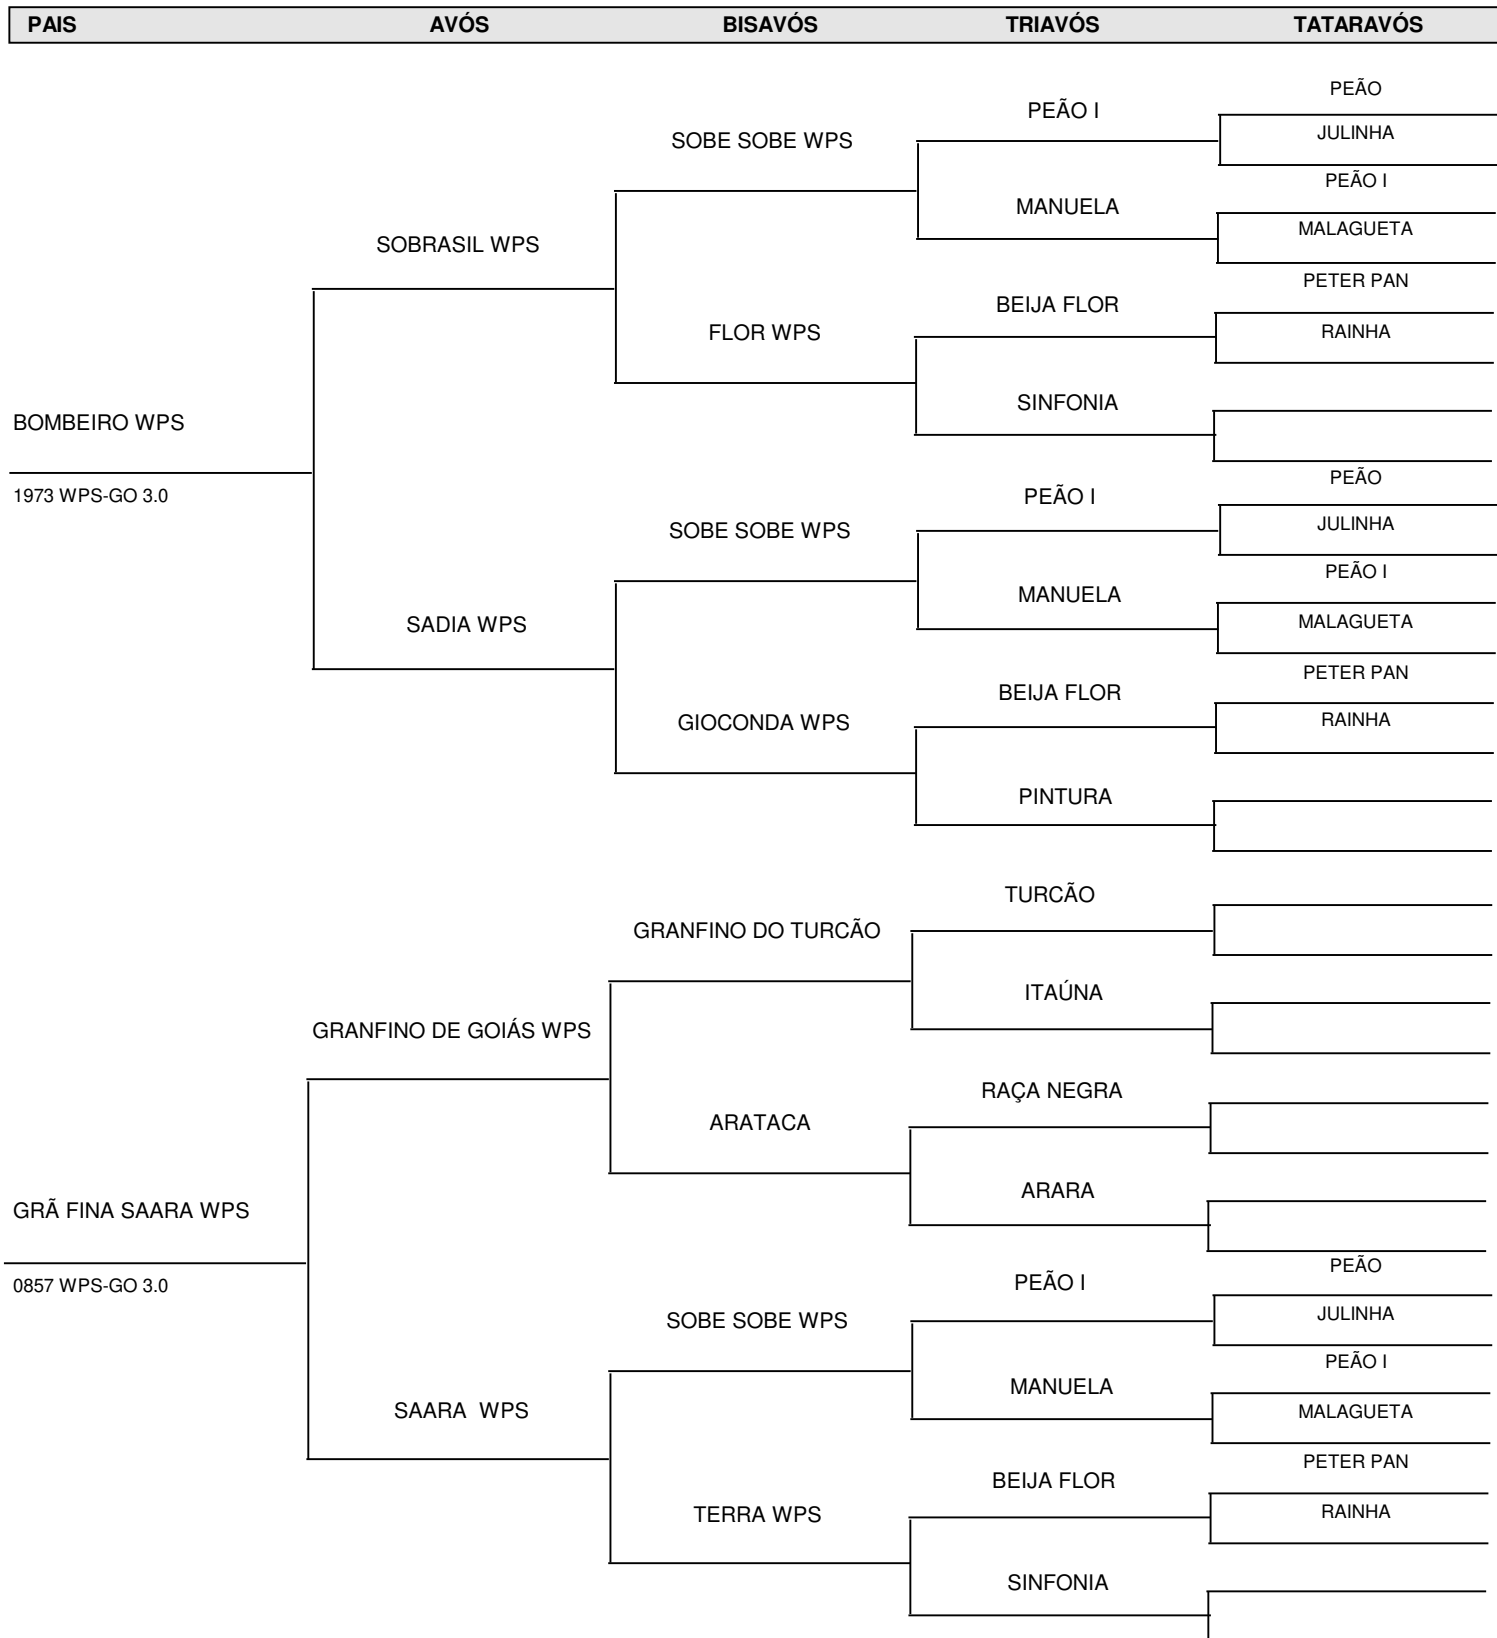 PAIS AVÓS BISAVÓS TRIAVÓS TATARAVÓS
PEÃO
PEÃO I
JULINHA
SOBE SOBE WPS
PEÃO I
MANUELA
MALAGUETA
SOBRASIL WPS
PETER PAN
BEIJA FLOR
FLOR WPS
RAINHA
SINFONIA
BOMBEIRO WPS
PEÃO
1973 WPS-GO 3.0
PEÃO I
JULINHA
SOBE SOBE WPS
PEÃO I
MANUELA
MALAGUETA
SADIA WPS
PETER PAN
BEIJA FLOR
RAINHA
GIOCONDA WPS
PINTURA
TURCÃO
GRANFINO DO TURCÃO
ITAÚNA
GRANFINO DE GOIÁS WPS
RAÇA NEGRA
ARATACA
ARARA
GRÃ FINA SAARA WPS
PEÃO
0857 WPS-GO 3.0
PEÃO I
JULINHA
SOBE SOBE WPS
PEÃO I
MANUELA
MALAGUETA
SAARA WPS
PETER PAN
BEIJA FLOR
RAINHA
TERRA WPS
SINFONIA